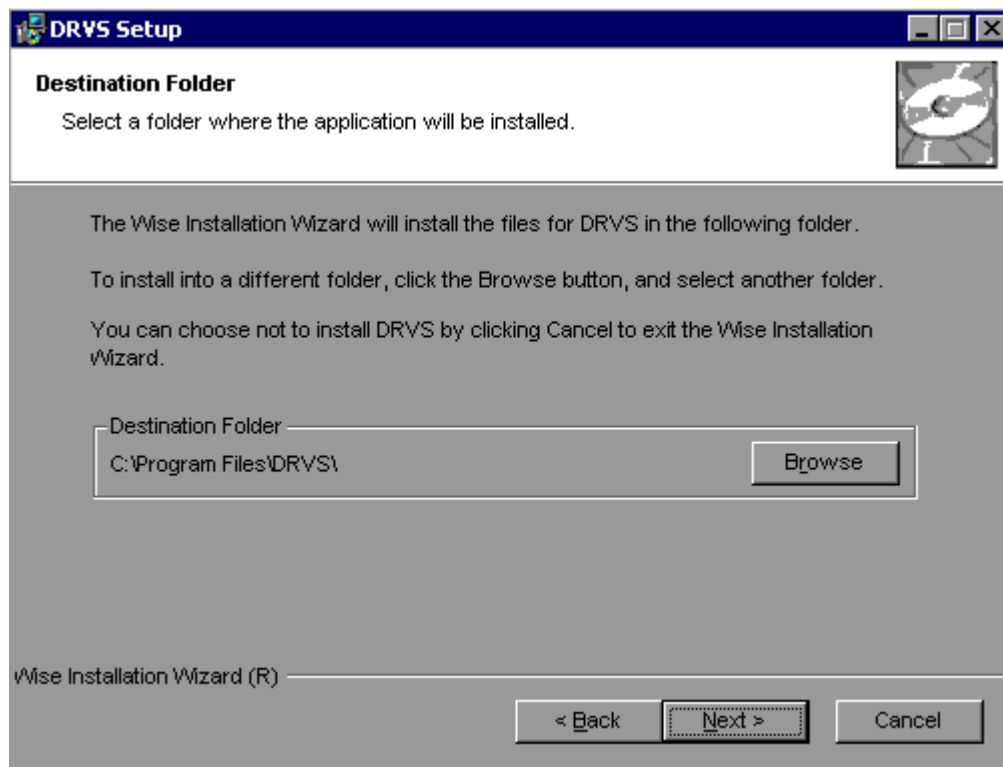 DRVS Setup
Destination Folder
Select a folder where the application will be installed.
The Wise Installation Wizard will install the files for DRVS in the following folder.
To install into a different folder, click the Browse button, and select another folder.
You can choose not to install DRVS by clicking Cancel to exit the Wise Installation
Wizard.
Destination Folder
C:\Program Files\DRVS\
Browse
Wise Installation Wizard (R)
< Back
Next >
Cancel